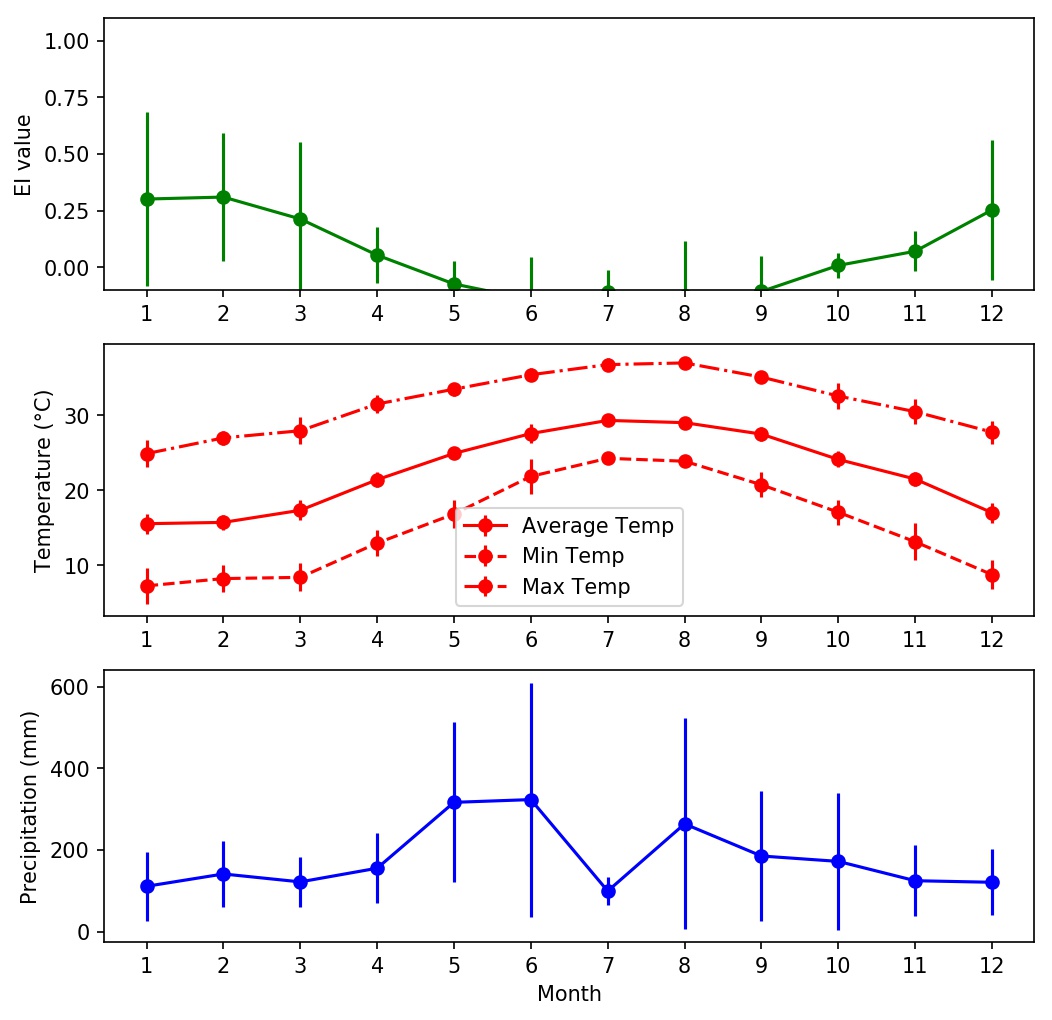 EI value
1.00
0.75
0.50
0.25
0.00
1 2 3 4 5 6 7 8 9 10 11 12
Temperature (°C)
30
20
10
Average Temp
Min Temp
Max Temp
1 2 3 4 5 6 7 8 9 10 11 12
Precipitation (mm)
600
400
200
0
1 2 3 4 5 6 7 8 9 10 11 12
Month